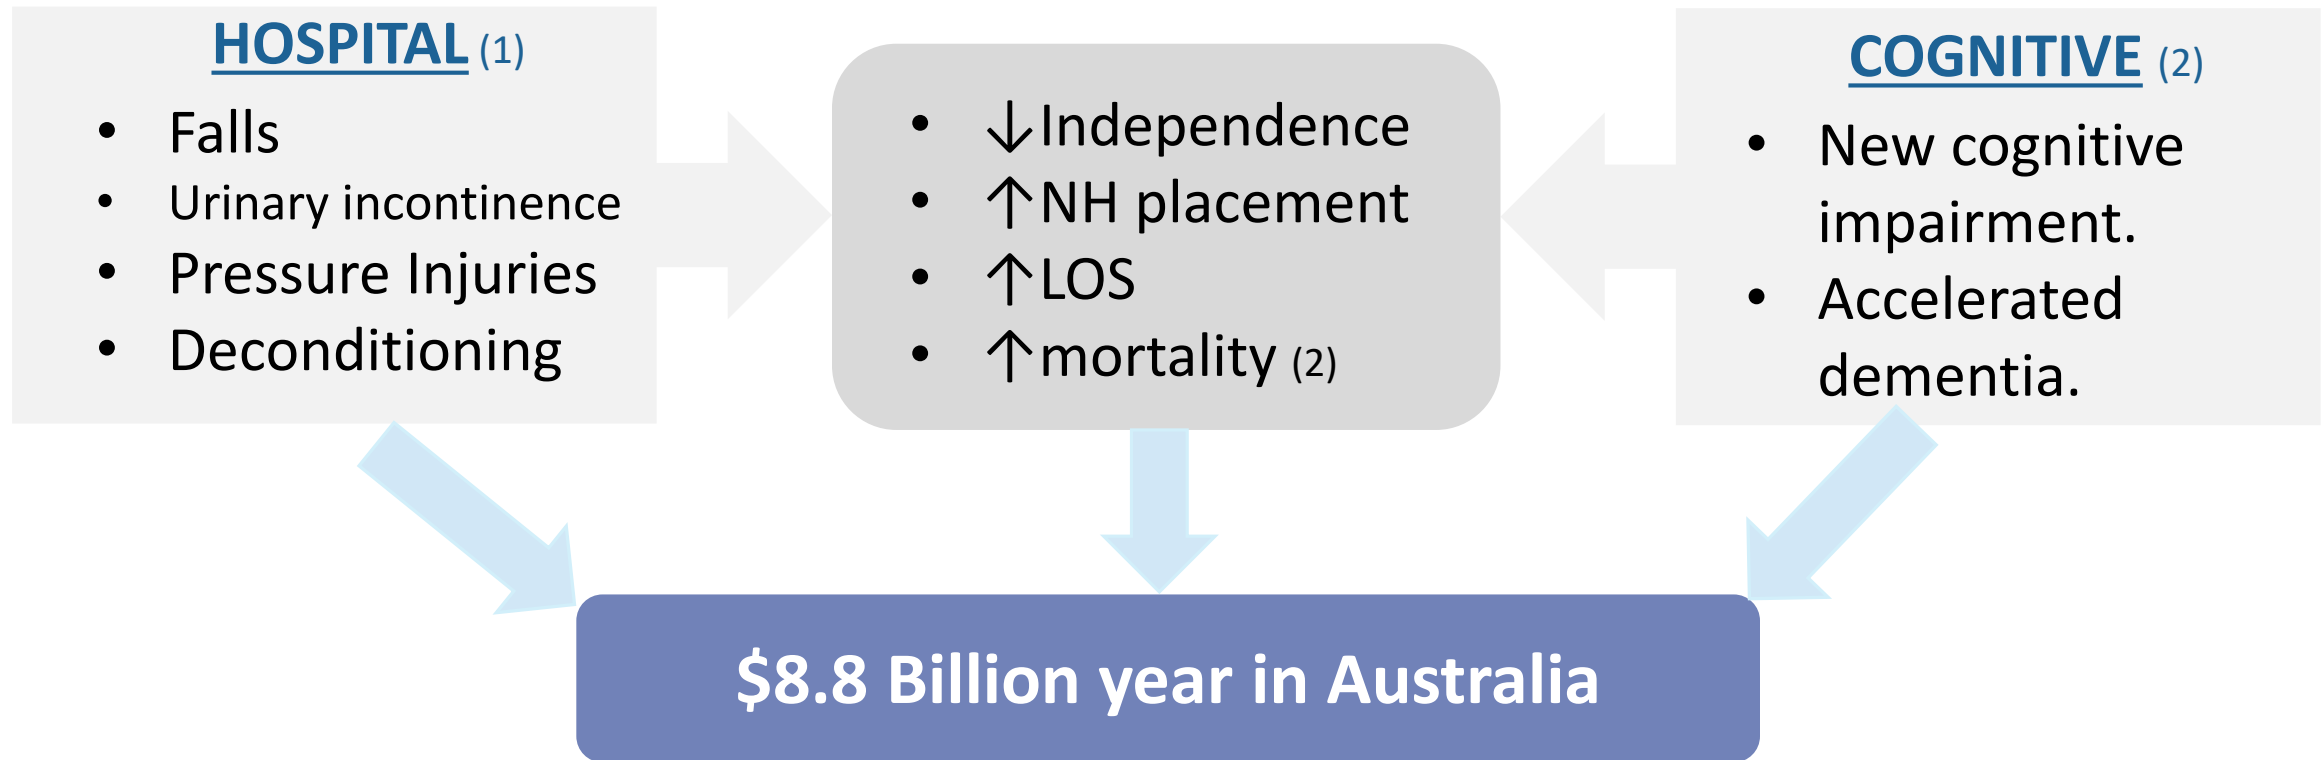 HOSPITAL (1)
• Falls
• Urinary incontinence
• Pressure Injuries
• Deconditioning
• ↓Independence
• ↑NH placement
• ↑LOS
• ↑mortality (2)
COGNITIVE (2)
• New cognitive
impairment.
• Accelerated
dementia.
$8.8 Billion year in Australia